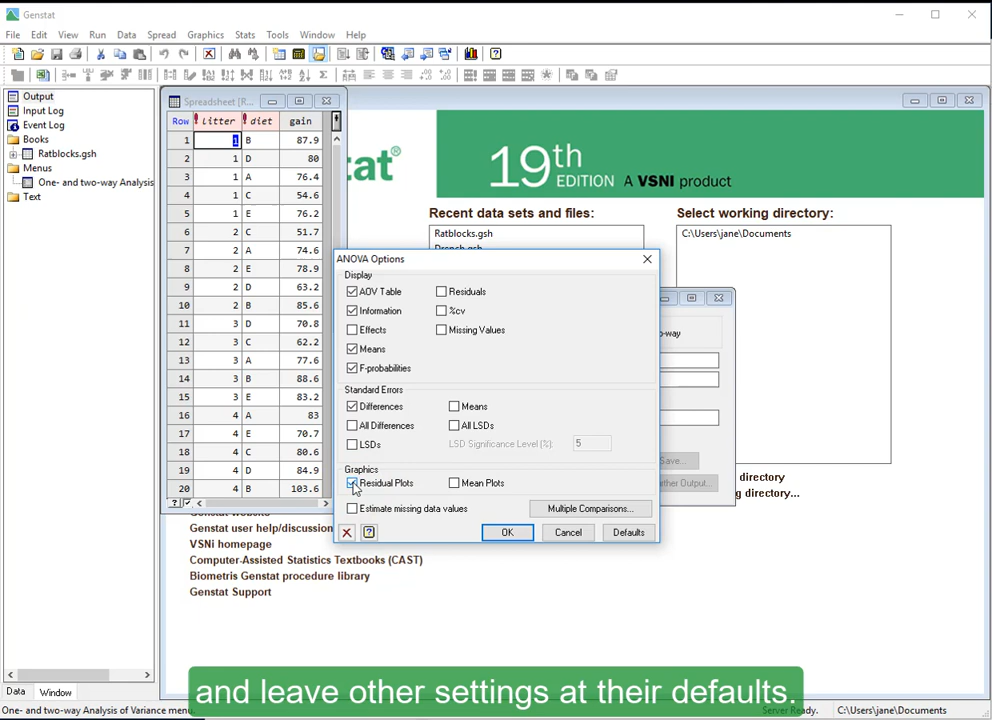 Genstat
File Edit View Run Data Spread Graphics Stats Tools Window Help
Output
Input Log
Event Log
Books
Ratblocks.gsh
Menus
One- and two-way Analysis
Text
Data Window
Spreadsheet [R...
Row litter diet gain
1 1 B 87.9
2 1 D 80
3 1 A 76.4
4 1 C 54.6
5 1 E 76.2
6 2 C 51.7
7 2 A 74.6
8 2 E 78.9
9 2 D 63.2
10 2 B 85.6
11 3 D 70.8
12 3 C 62.2
13 3 A 77.6
14 3 B 88.6
15 3 E 83.2
16 4 A 83
17 4 E 70.7
18 4 C 80.6
19 4 D 84.9
20 4 B 103.6
stat®
19th EDITION A VSNI product
Recent data sets and files:
Ratblocks.gsh
Drench.gsh
Select working directory:
C:\Users\jane\Documents
ANOVA Options
Display
AOV Table
Residuals
Information
%cv
Effects
Missing Values
Means
F-probabilities
Standard Errors
Differences
Means
All Differences
All LSDs
LSDs
LSD Significance Level (%): 5
Graphics
Residual Plots
Mean Plots
Estimate missing data values
Multiple Comparisons...
OK
Cancel
Defaults
o-way
Save...
rther Output...
directory
g directory...
Genstat website
Genstat user help/discussion
VSNi homepage
Computer-Assisted Statistics Textbooks (CAST)
Biometris Genstat procedure library
Genstat Support
and leave other settings at their defaults.
One- and two-way Analysis of Variance menu
Server Ready.
C:\Users\jane\Documents